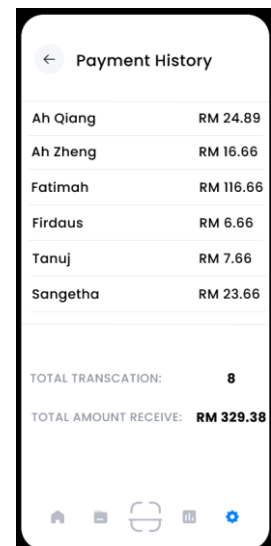 Payment History
Ah Qiang RM 24.89
Ah Zheng RM 16.66
Fatimah RM 116.66
Firdaus RM 6.66
Tanuj RM 7.66
Sangetha RM 23.66
TOTAL TRANSCATION: 8
TOTAL AMOUNT RECEIVE: RM 329.38